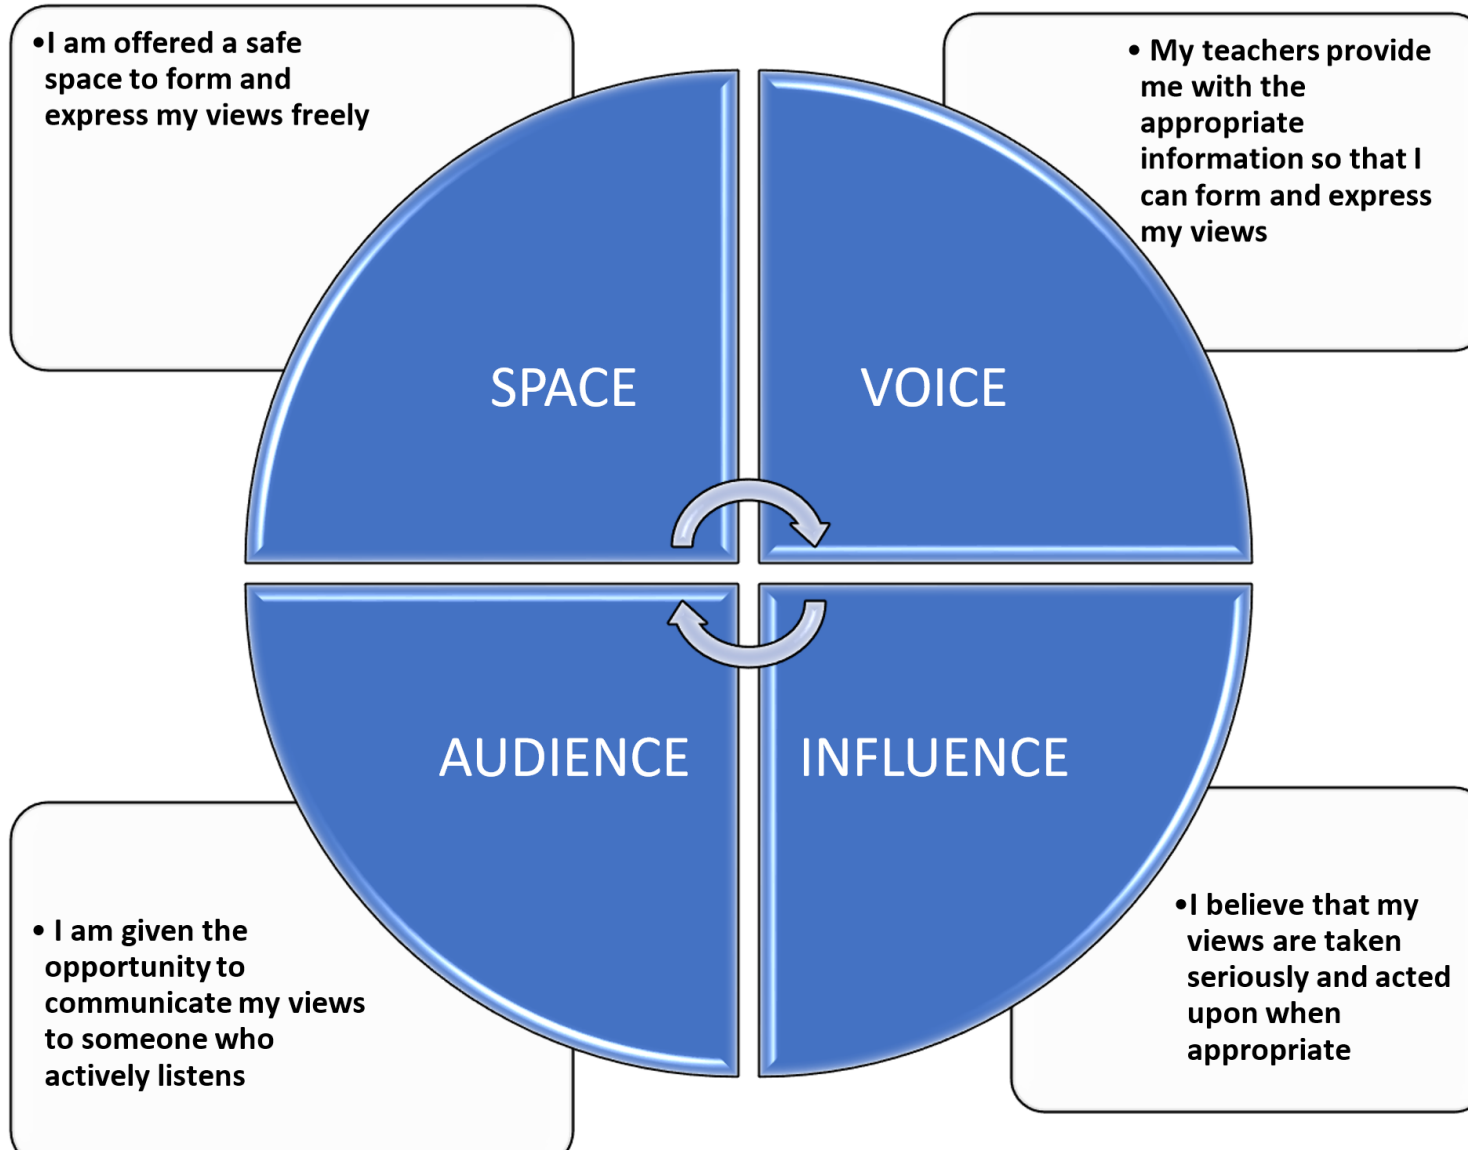 •I am offered a safe
space to form and
express my views freely
• My teachers provide
me with the
appropriate
information so that I
can form and express
my views
SPACE
VOICE
AUDIENCE
INFLUENCE
• I am given the
opportunity to
communicate my views
to someone who
actively listens
•I believe that my
views are taken
seriously and acted
upon when
appropriate